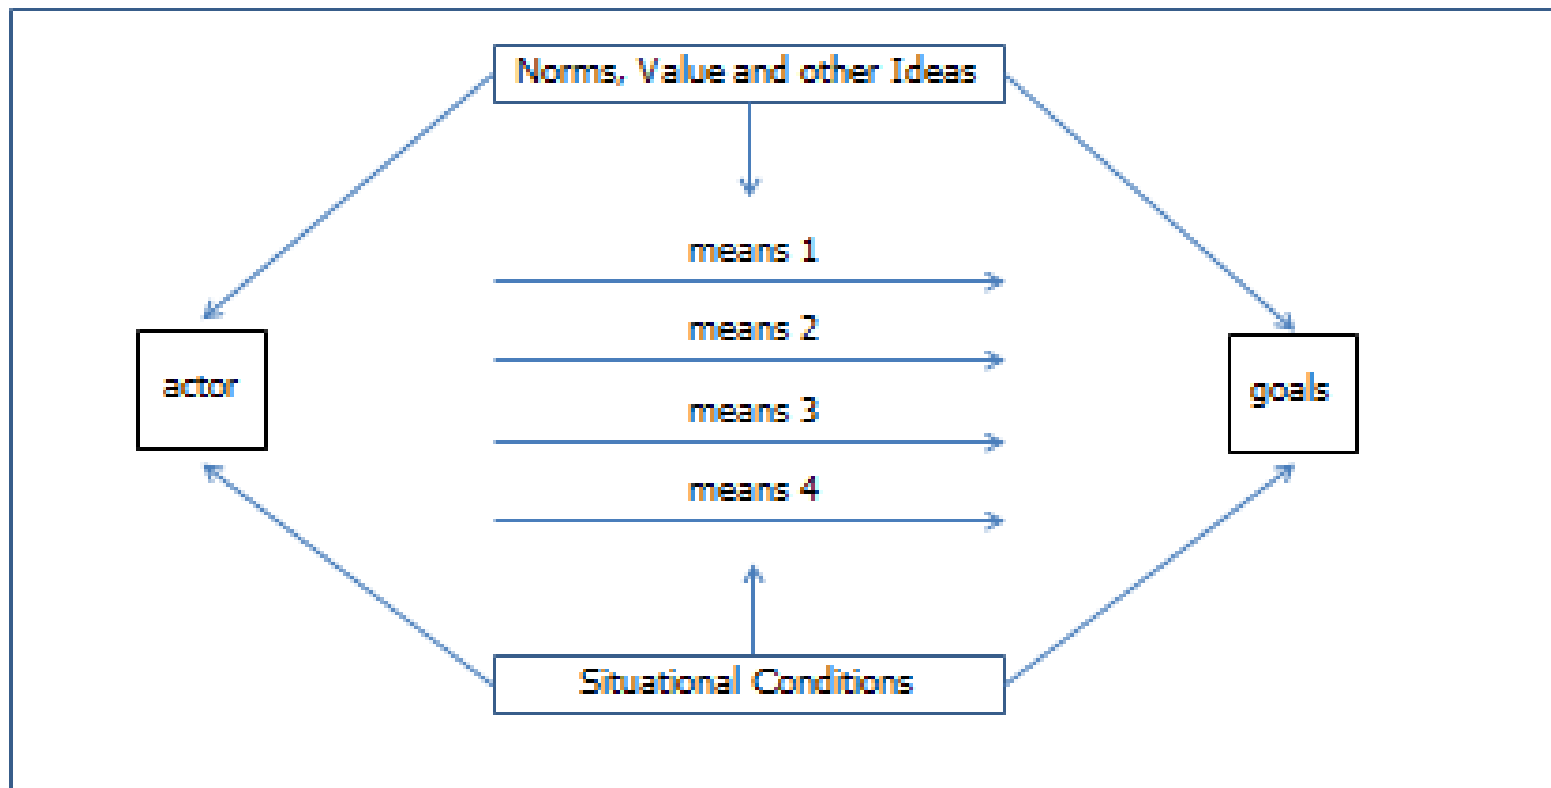 Norms, Value and other Ideas
means 1
means 2
actor
goals
means 3
means 4
Situational Conditions